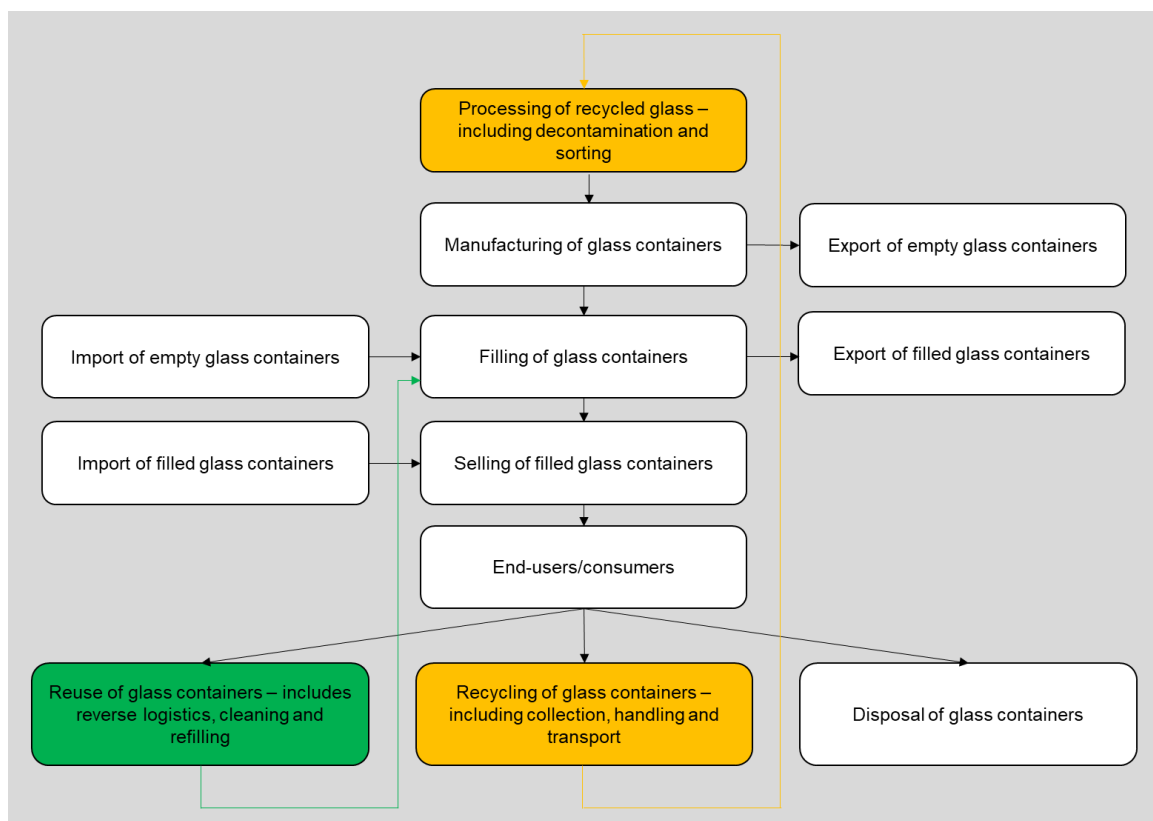 Processing of recycled glass –
including decontamination and
sorting
Manufacturing of glass containers
Export of empty glass containers
Import of empty glass containers
Filling of glass containers
Export of filled glass containers
Import of filled glass containers
Selling of filled glass containers
End-users/consumers
Reuse of glass containers – includes
reverse logistics, cleaning and
refilling
Recycling of glass containers –
including collection, handling and
transport
Disposal of glass containers